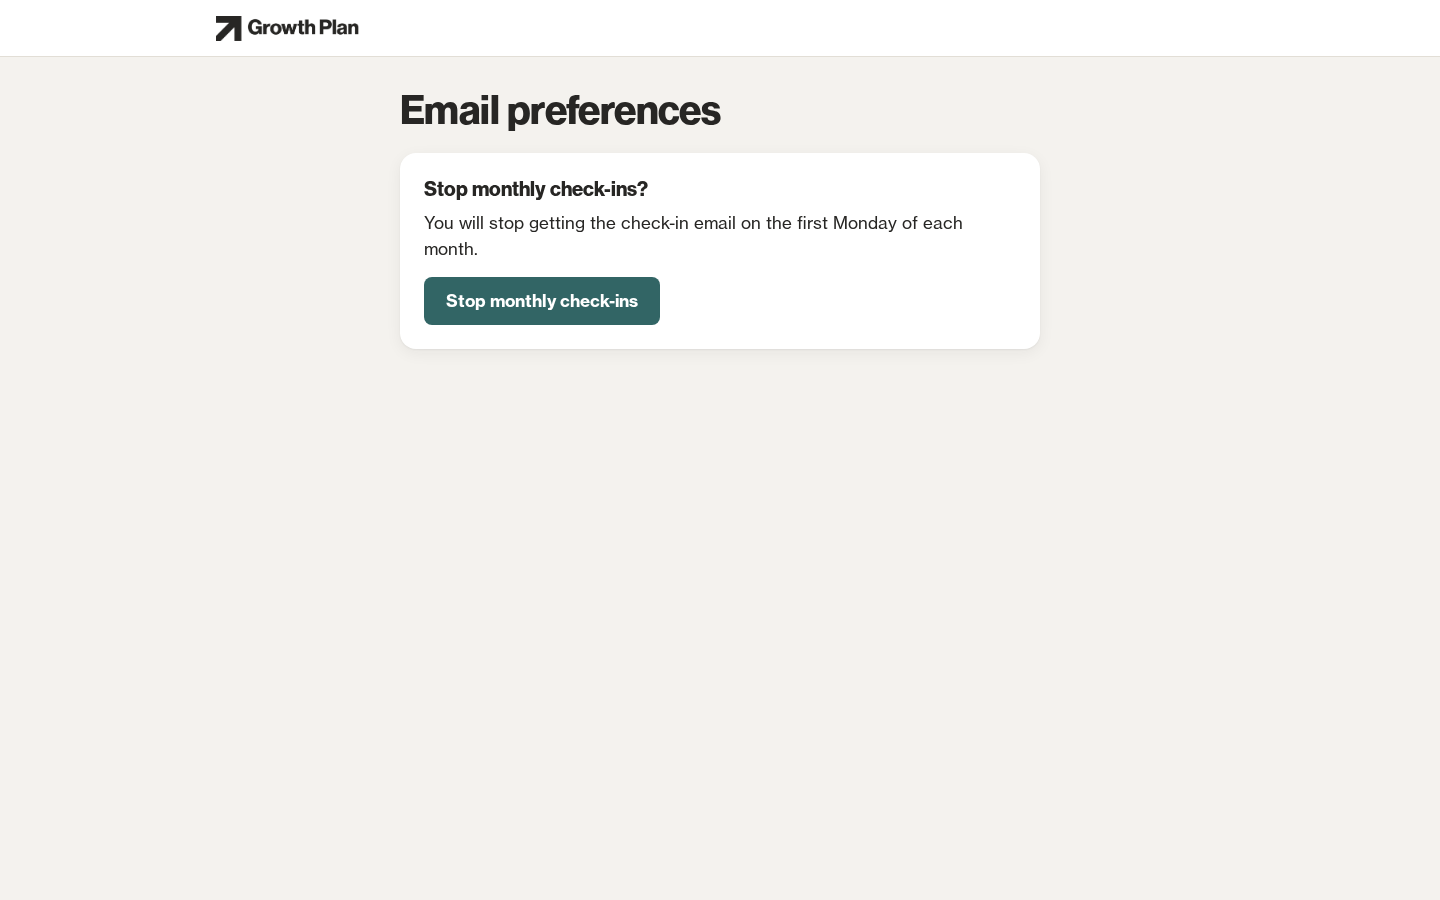 Growth Plan
Email preferences
Stop monthly check-ins?
You will stop getting the check-in email on the first Monday of each
month.
Stop monthly check-ins